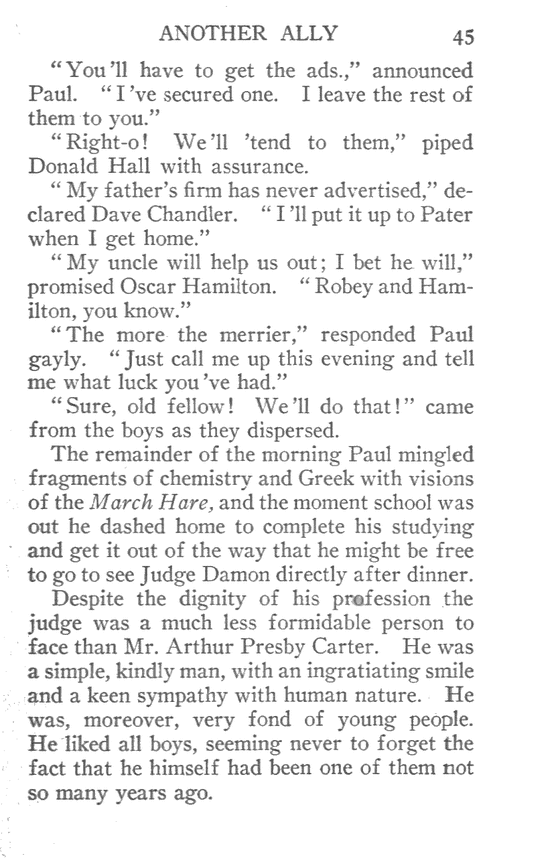 ANOTHER ALLY 45
"You'll have to get the ads.," announced
Paul. "I've secured one. I leave the rest of
them to you."
"Right-o! We'll 'tend to them," piped
Donald Hall with assurance.
"My father's firm has never advertised," de-
clared Dave Chandler. "I'll put it up to Pater
when I get home."
"My uncle will help us out; I bet he will,"
promised Oscar Hamilton. "Robey and Ham-
ilton, you know."
"The more the merrier," responded Paul
gayly. "Just call me up this evening and tell
me what luck you've had."
"Sure, old fellow! We'll do that!" came
from the boys as they dispersed.
The remainder of the morning Paul mingled
fragments of chemistry and Greek with visions
of the March Hare, and the moment school was
out he dashed home to complete his studying
and get it out of the way that he might be free
to go to see Judge Damon directly after dinner.
Despite the dignity of his profession the
judge was a much less formidable person to
face than Mr. Arthur Presby Carter. He was
a simple, kindly man, with an ingratiating smile
and a keen sympathy with human nature. He
was, moreover, very fond of young people.
He liked all boys, seeming never to forget the
fact that he himself had been one of them not
so many years ago.